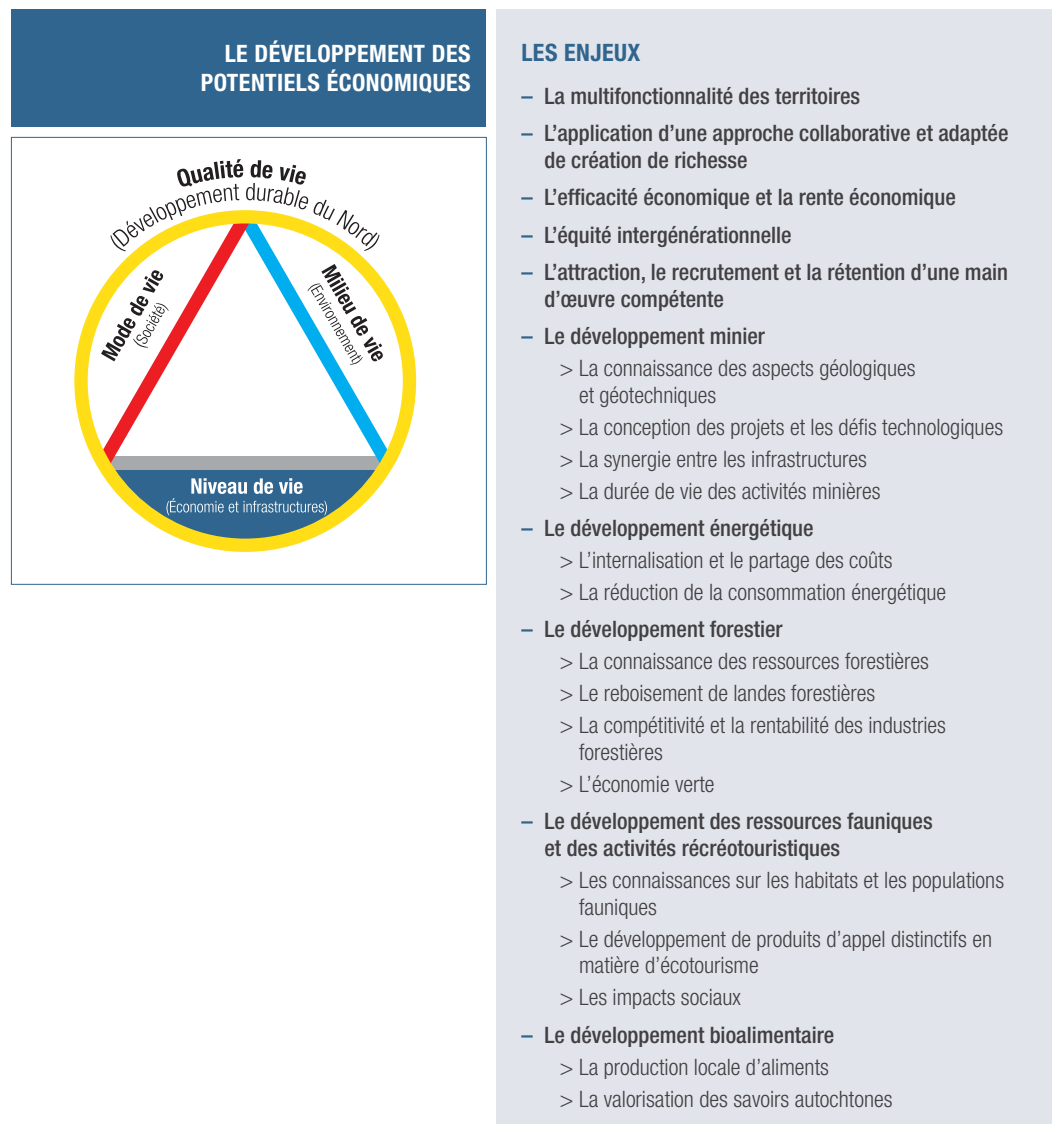 LE DÉVELOPPEMENT DES
POTENTIELS ÉCONOMIQUES
Qualité de vie
(Développement durable du Nord)
Mode de vie
(Société)
Milieu de vie
(Environnement)
Niveau de vie
(Économie et infrastructures)
LES ENJEUX
– La multifonctionnalité des territoires
– L’application d’une approche collaborative et adaptée
de création de richesse
– L’efficacité économique et la rente économique
– L’équité intergénérationnelle
– L’attraction, le recrutement et la rétention d’une main
d’œuvre compétente
– Le développement minier
> La connaissance des aspects géologiques
et géotechniques
> La conception des projets et les défis technologiques
> La synergie entre les infrastructures
> La durée de vie des activités minières
– Le développement énergétique
> L’internalisation et le partage des coûts
> La réduction de la consommation énergétique
– Le développement forestier
> La connaissance des ressources forestières
> Le reboisement de landes forestières
> La compétitivité et la rentabilité des industries
forestières
> L’économie verte
– Le développement des ressources fauniques
et des activités récréotouristiques
> Les connaissances sur les habitats et les populations
fauniques
> Le développement de produits d’appel distinctifs en
matière d’écotourisme
> Les impacts sociaux
– Le développement bioalimentaire
> La production locale d’aliments
> La valorisation des savoirs autochtones